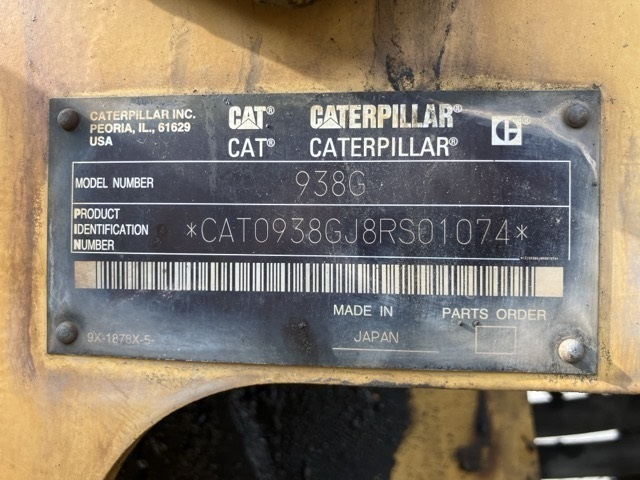 CATERPILLAR INC.
PEORIA, IL., 61629
USA
CAT® CATERPILLAR®
CAT® CATERPILLAR®
C
MODEL NUMBER 938G
PRODUCT
IDENTIFICATION
NUMBER
*CAT0938GJ8RS01074*
MADE IN
JAPAN
PARTS ORDER
9X-1878X-5-